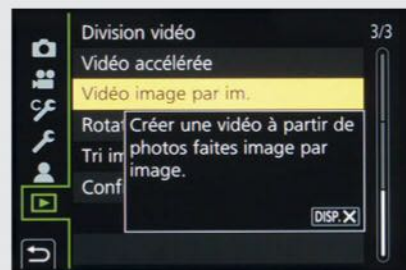 Division vidéo
3/3
Vidéo accélérée
Vidéo image par im.
Rota
Créer une vidéo à partir de
Tri im
photos faites image par
Conf
image.
DISP.